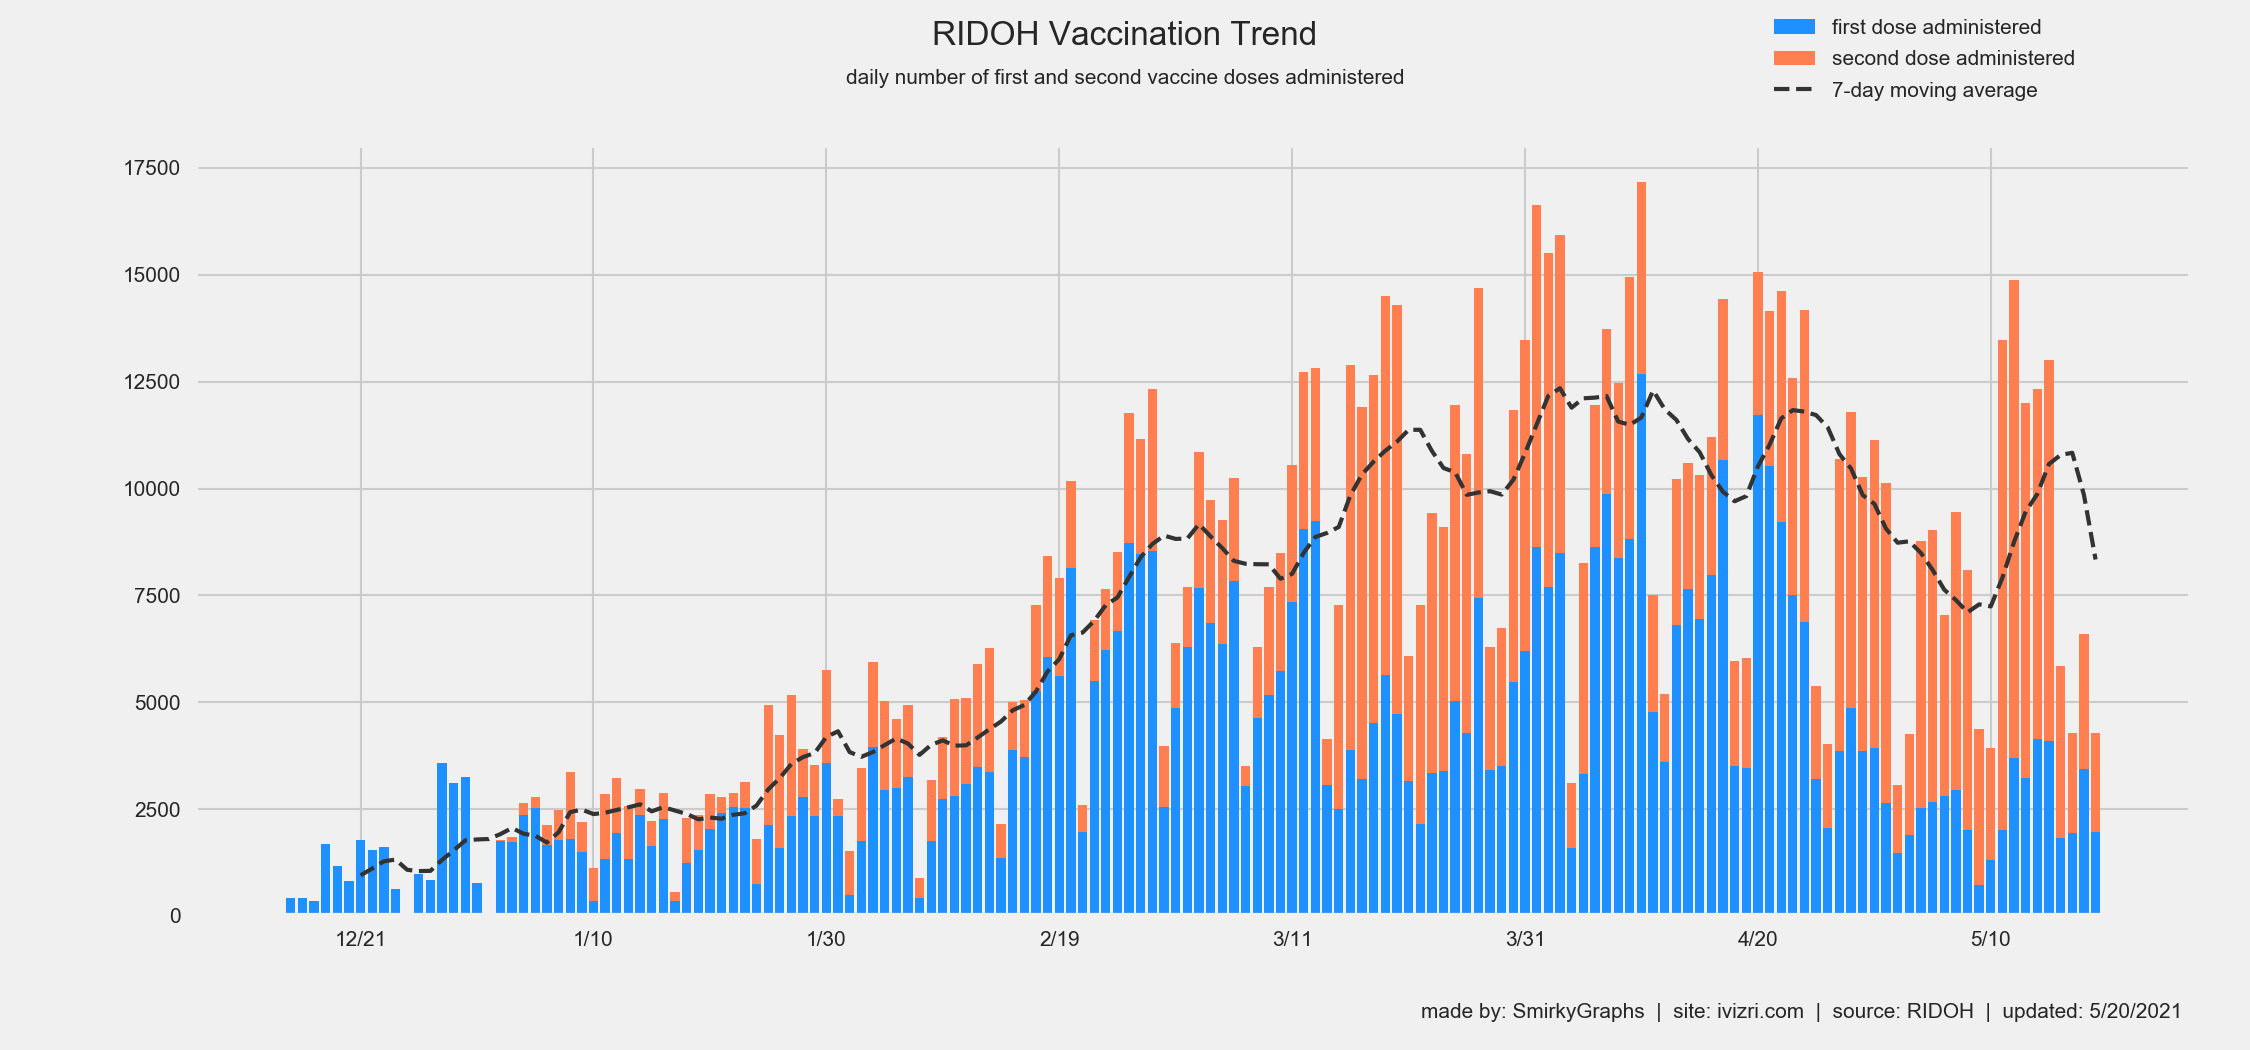 RIDOH Vaccination Trend
daily number of first and second vaccine doses administered
first dose administered
second dose administered
7-day moving average
17500
15000
12500
10000
7500
5000
2500
0
12/21 1/10 1/30 2/19 3/11 3/31 4/20 5/10
made by: SmirkyGraphs | site: ivizri.com | source: RIDOH | updated: 5/20/2021